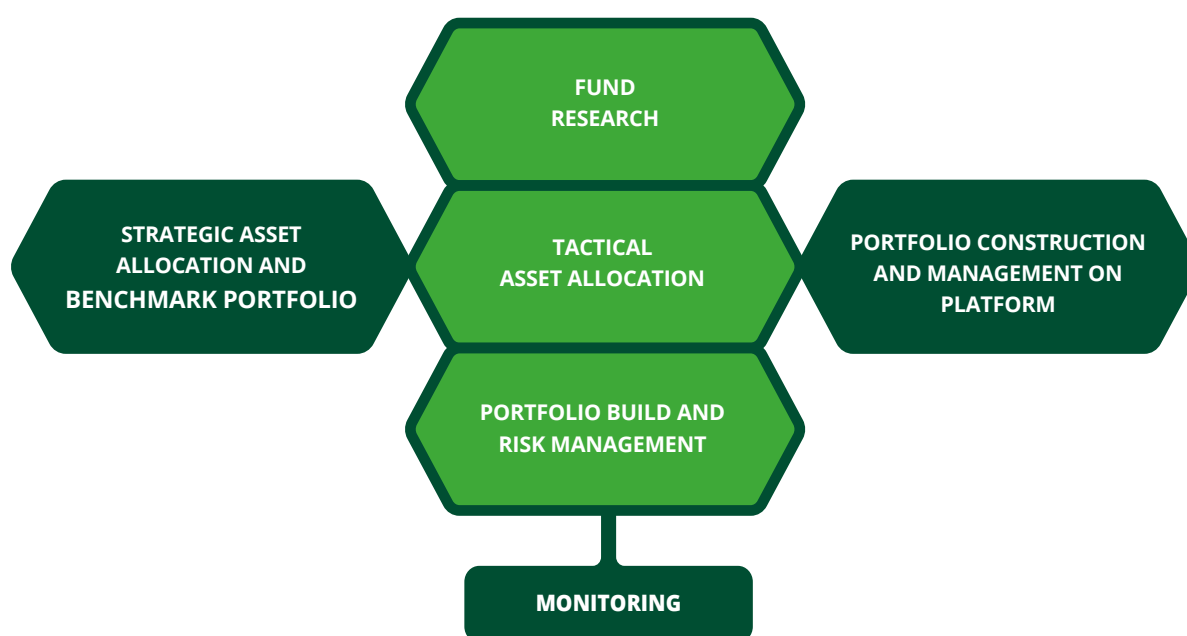 FUND
RESEARCH
STRATEGIC ASSET
ALLOCATION AND
BENCHMARK PORTFOLIO
TACTICAL
ASSET ALLOCATION
PORTFOLIO CONSTRUCTION
AND MANAGEMENT ON
PLATFORM
PORTFOLIO BUILD AND
RISK MANAGEMENT
MONITORING